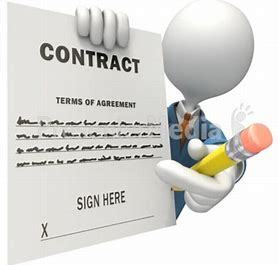 CONTRACT
TERMS OF AGREEMENT
SIGN HERE
X